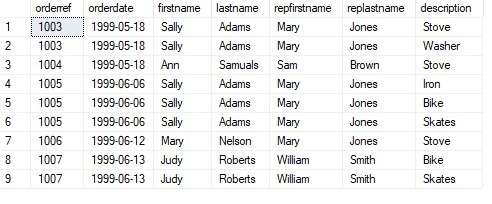 orderref orderdate firstname lastname repfirstname replastname description
1 1003 1999-05-18 Sally Adams Mary Jones Stove
2 1003 1999-05-18 Sally Adams Mary Jones Washer
3 1004 1999-05-18 Ann Samuals Sam Brown Stove
4 1005 1999-06-06 Sally Adams Mary Jones Iron
5 1005 1999-06-06 Sally Adams Mary Jones Bike
6 1005 1999-06-06 Sally Adams Mary Jones Skates
7 1006 1999-06-12 Mary Nelson Mary Jones Stove
8 1007 1999-06-13 Judy Roberts William Smith Bike
9 1007 1999-06-13 Judy Roberts William Smith Skates